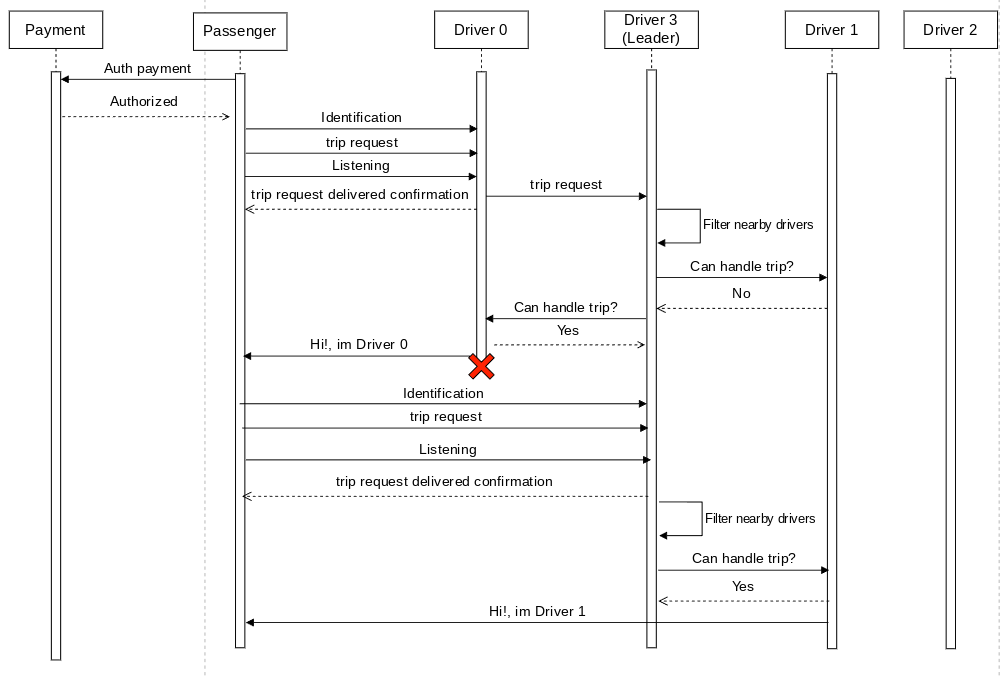 Payment
Passenger
Driver 0
Driver 3
(Leader)
Driver 1
Driver 2
Auth payment
Authorized
Identification
trip request
Listening
trip request
trip request delivered confirmation
Filter nearby drivers
Can handle trip?
No
Can handle trip?
Yes
Hi!, im Driver 0
Identification
trip request
Listening
trip request delivered confirmation
Filter nearby drivers
Can handle trip?
Yes
Hi!, im Driver 1